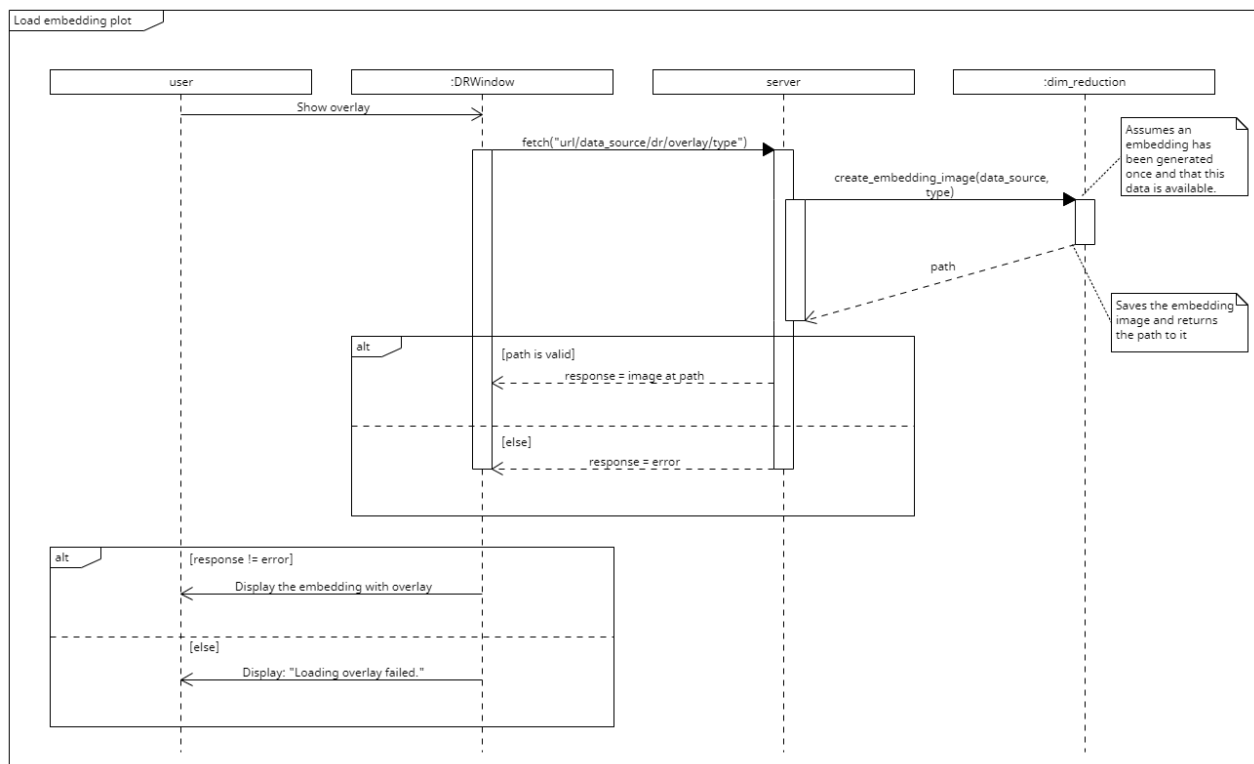 Load embedding plot
user
:DRWindow
server
:dim_reduction
Show overlay
fetch("url/data_source/dr/overlay/type")
Assumes an
embedding has
been generated
once and that this
data is available.
create_embedding_image(data_source,
type)
path
Saves the embedding
image and returns
the path to it
alt
[path is valid]
response = image at path
[else]
response = error
alt
[response != error]
Display the embedding with overlay
[else]
Display: "Loading overlay failed."